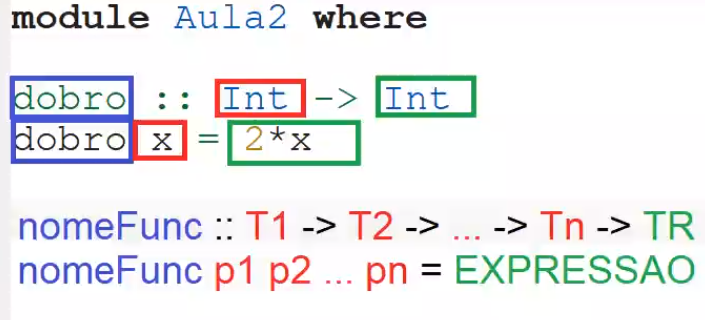 module Aula2 where
dobro :: Int -> Int
dobro x = 2*x
nomeFunc :: T1 -> T2 -> ... -> Tn -> TR
nomeFunc p1 p2 ... pn = EXPRESSAO